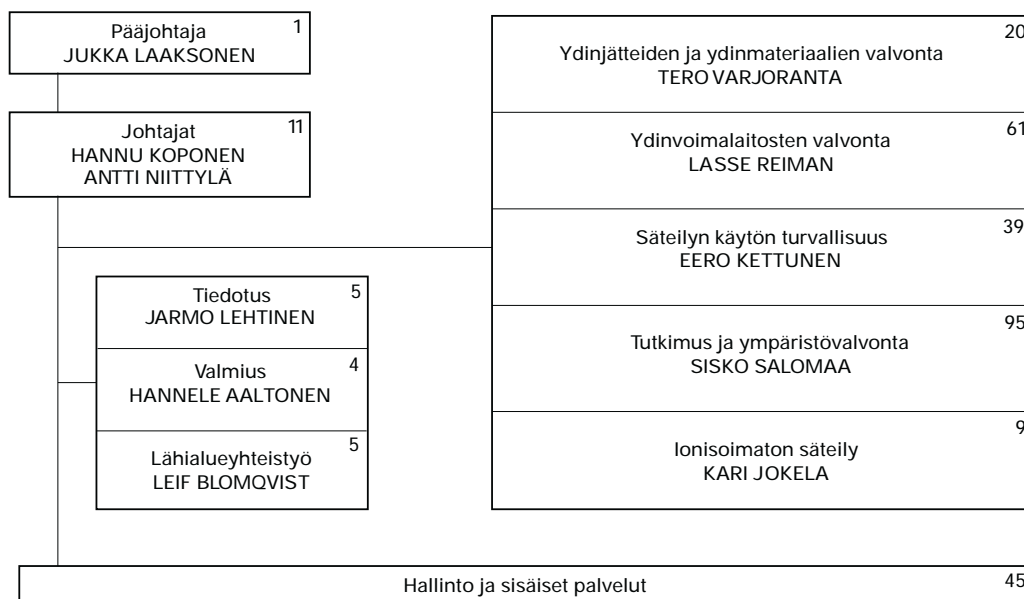 Pääjohtaja 1
JUKKA LAAKSONEN
Johtajat 11
HANNU KOPONEN
ANTTI NIITTYLÄ
Tiedotus 5
JARMO LEHTINEN
Valmius 4
HANNELE AALTONEN
Lähialueyhteistyö 5
LEIF BLOMQVIST
Ydinjätteiden ja ydinmateriaalien valvonta 20
TERO VARJORANTA
Ydinvoimalaitosten valvonta 61
LASSE REIMAN
Säteilyn käytön turvallisuus 39
EERO KETTUNEN
Tutkimus ja ympäristövalvonta 95
SISKO SALOMAA
Ionisoimaton säteily 9
KARI JOKELA
Hallinto ja sisäiset palvelut 45